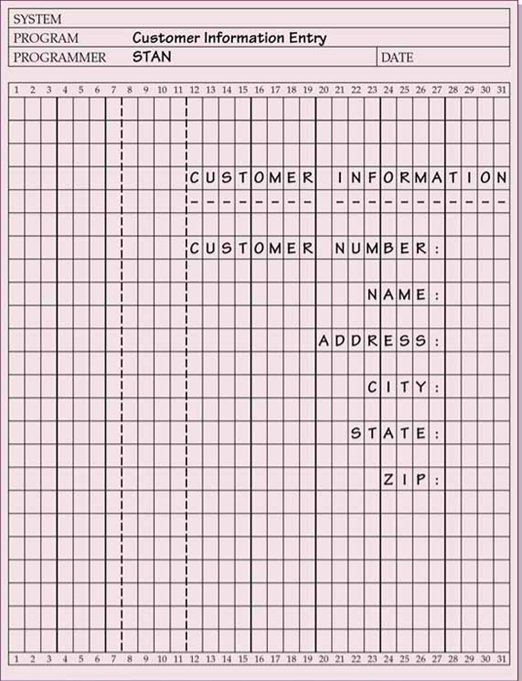 SYSTEM
PROGRAM Customer Information Entry
PROGRAMMER STAN DATE
1 2 3 4 5 6 7 8 9 10 11 12 13 14 15 16 17 18 19 20 21 22 23 24 25 26 27 28 29 30 31
CUSTOMER INFORMATION
- - - - - - - - - - - - - - - - - - -
CUSTOMER NUMBER:
NAME:
ADDRESS:
CITY:
STATE:
ZIP:
1 2 3 4 5 6 7 8 9 10 11 12 13 14 15 16 17 18 19 20 21 22 23 24 25 26 27 28 29 30 31